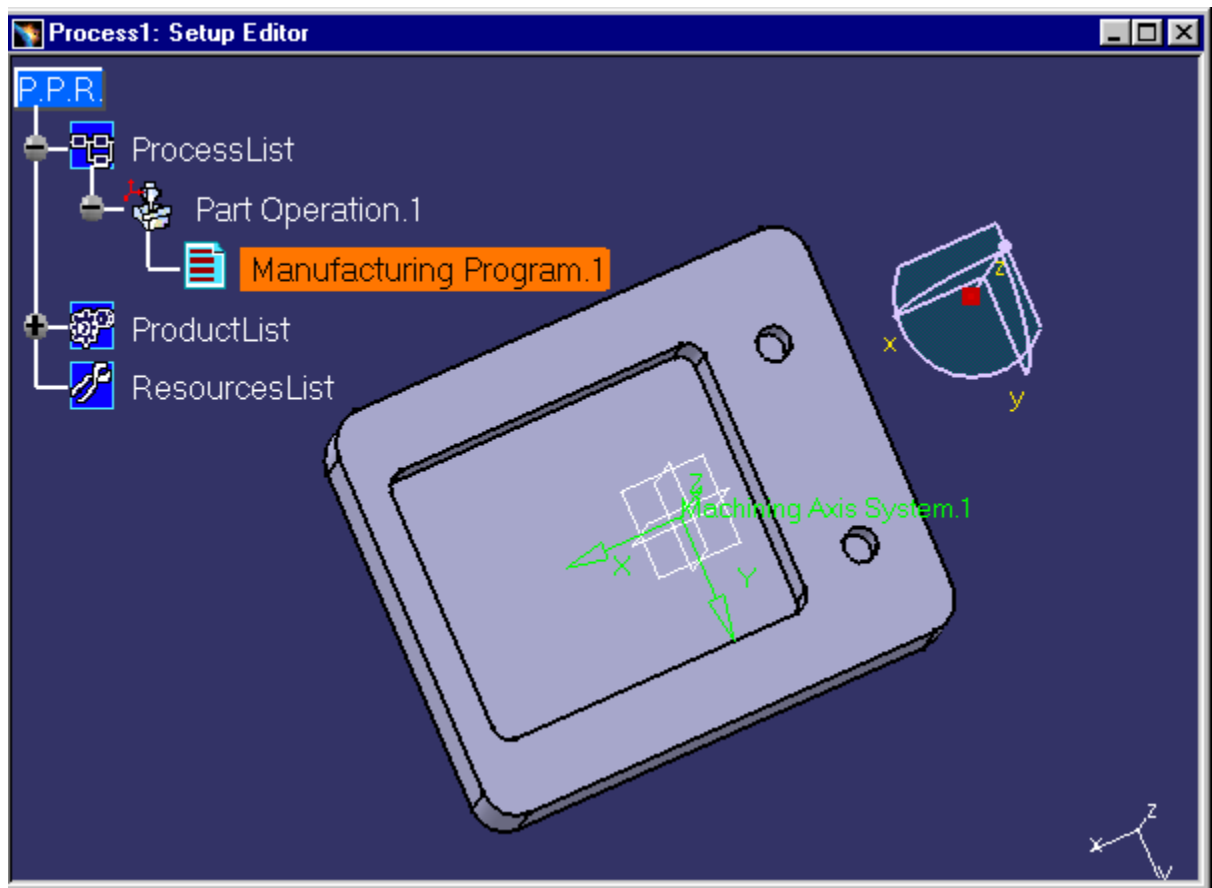 Process1: Setup Editor
P.P.R.
ProcessList
Part Operation.1
Manufacturing Program.1
ProductList
ResourcesList
z
x
y
Z
Machining Axis System.1
X
Y
z
x
y